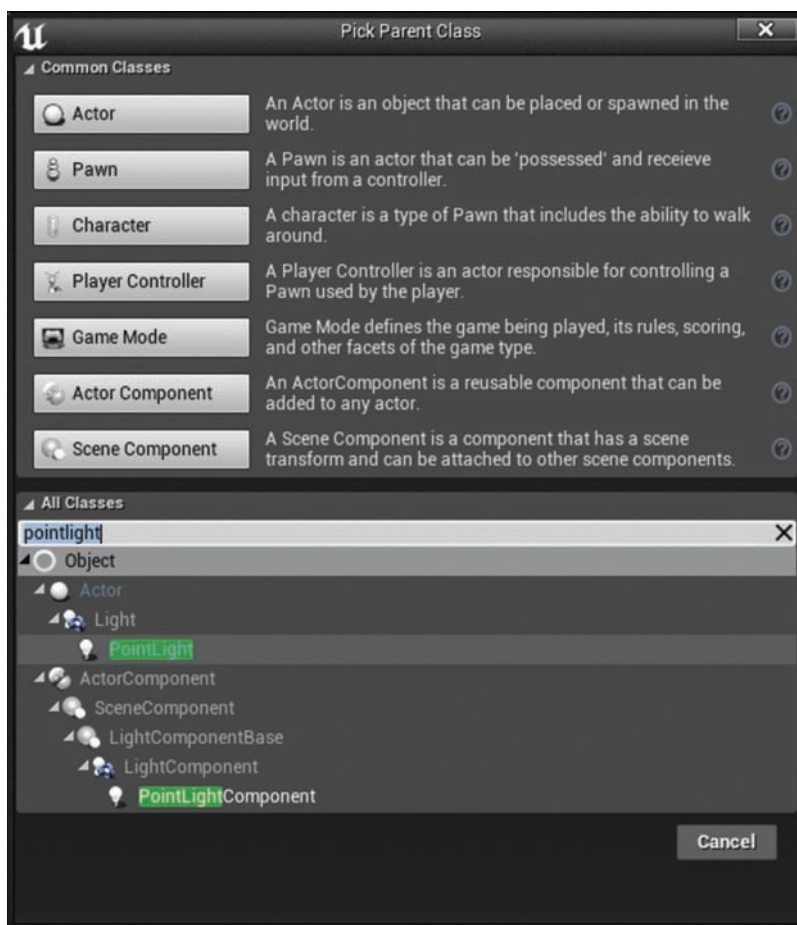 Pick Parent Class
Common Classes
Actor
An Actor is an object that can be placed or spawned in the
world.
Pawn
A Pawn is an actor that can be 'possessed' and receieve
input from a controller.
Character
A character is a type of Pawn that includes the ability to walk
around.
Player Controller
A Player Controller is an actor responsible for controlling a
Pawn used by the player.
Game Mode
Game Mode defines the game being played, its rules, scoring,
and other facets of the game type.
Actor Component
An ActorComponent is a reusable component that can be
added to any actor.
Scene Component
A Scene Component is a component that has a scene
transform and can be attached to other scene components.
All Classes
pointlight
Object
Actor
Light
PointLight
ActorComponent
SceneComponent
LightComponentBase
LightComponent
PointLightComponent
Cancel